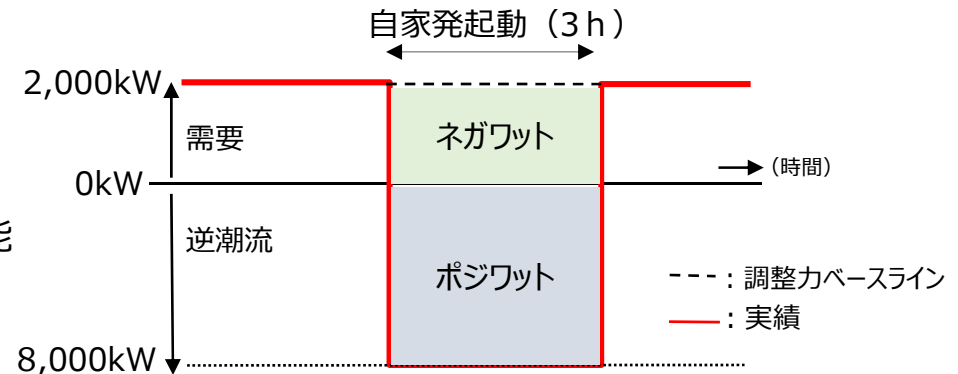 自家発起動（3ｈ）
2,000kW
ネガワット
需要
（時間）
0kW
能
逆潮流
ポジワット
---：調整力ベースライン
—：実績
8,000kW